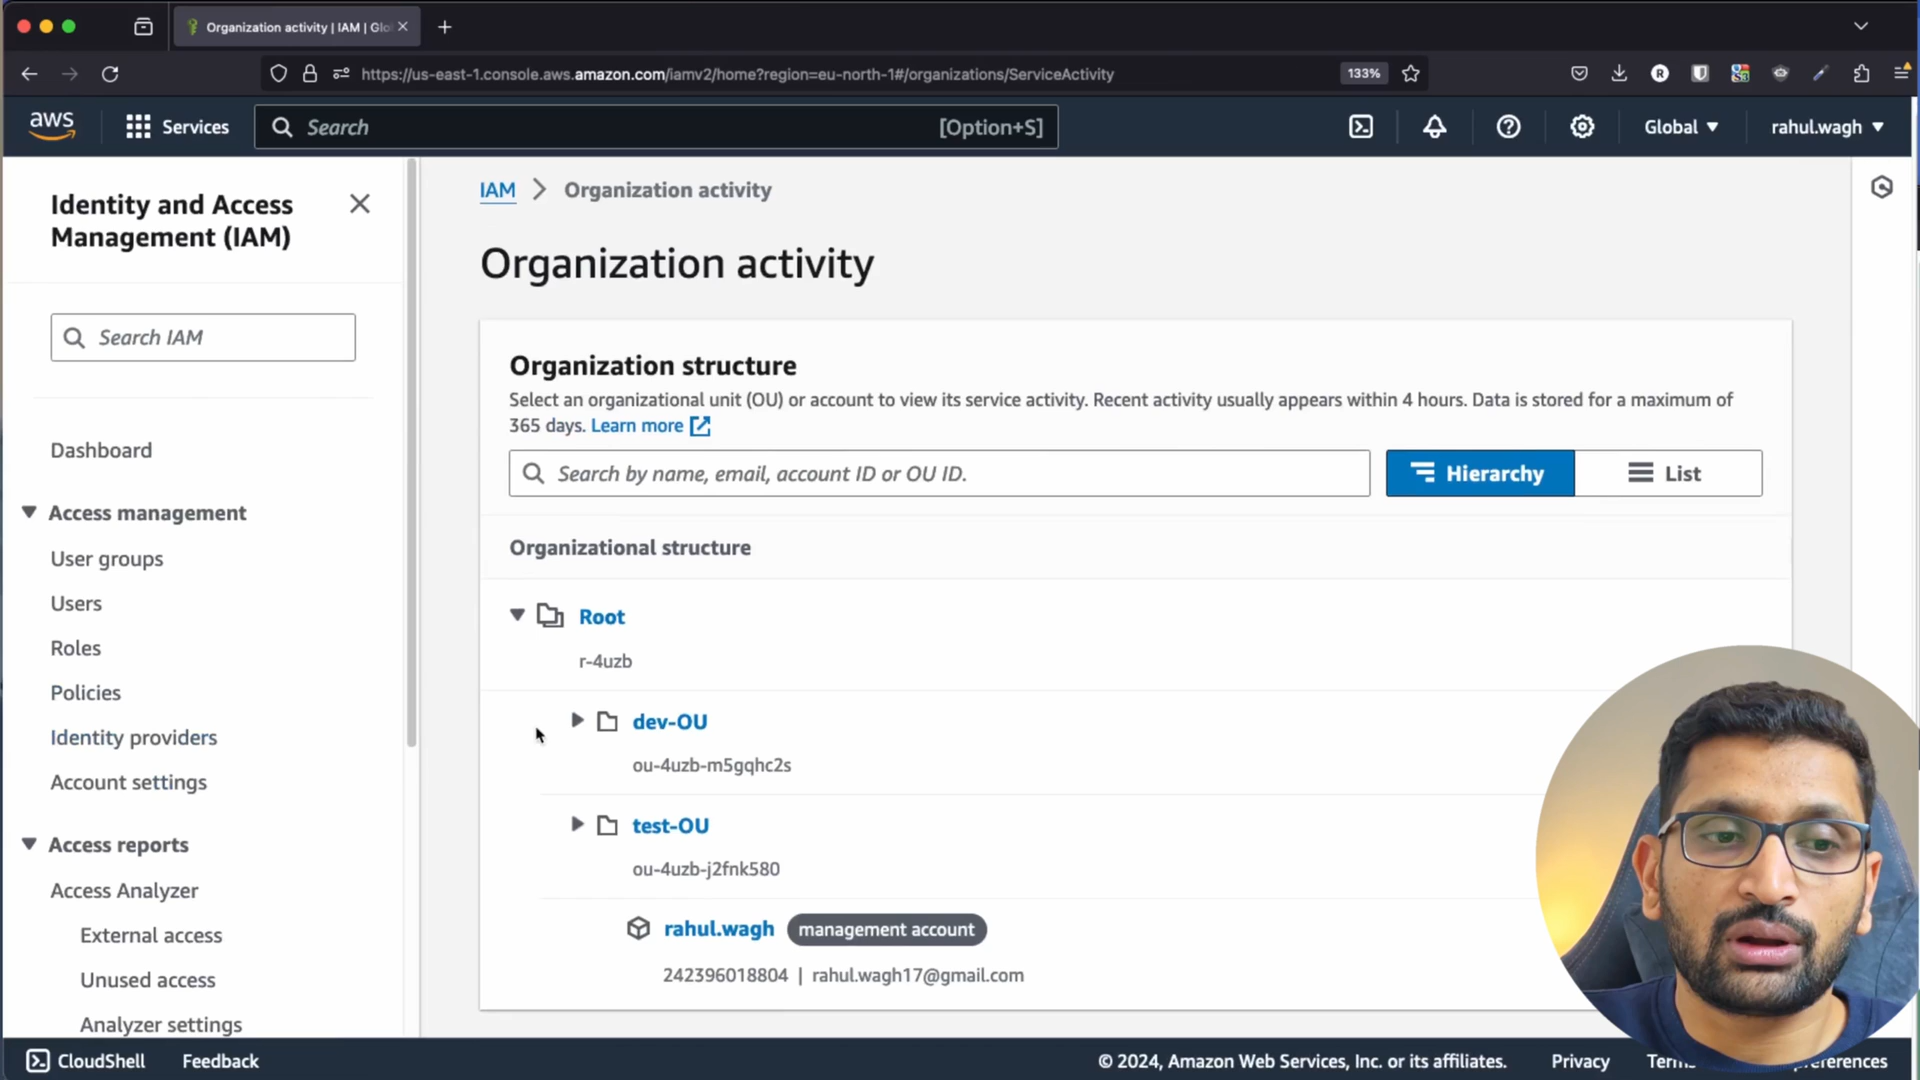 Organization activity | IAM | Glo
https://us-east-1.console.aws.amazon.com/iamv2/home?region=eu-north-1#/organizations/ServiceActivity
133%
R
aws
Services
Search
[Option+S]
Global
rahul.wagh
Identity and Access
Management (IAM)
Search IAM
Dashboard
Access management
User groups
Users
Roles
Policies
Identity providers
Account settings
Access reports
Access Analyzer
External access
Unused access
Analyzer settings
IAM
Organization activity
Organization activity
Organization structure
Select an organizational unit (OU) or account to view its service activity. Recent activity usually appears within 4 hours. Data is stored for a maximum of
365 days. Learn more
Search by name, email, account ID or OU ID.
Hierarchy
List
Organizational structure
Root
r-4uzb
dev-OU
ou-4uzb-m5gqhc2s
test-OU
ou-4uzb-j2fnk580
rahul.wagh
management account
242396018804 | rahul.wagh17@gmail.com
CloudShell
Feedback
© 2024, Amazon Web Services, Inc. or its affiliates.
Privacy